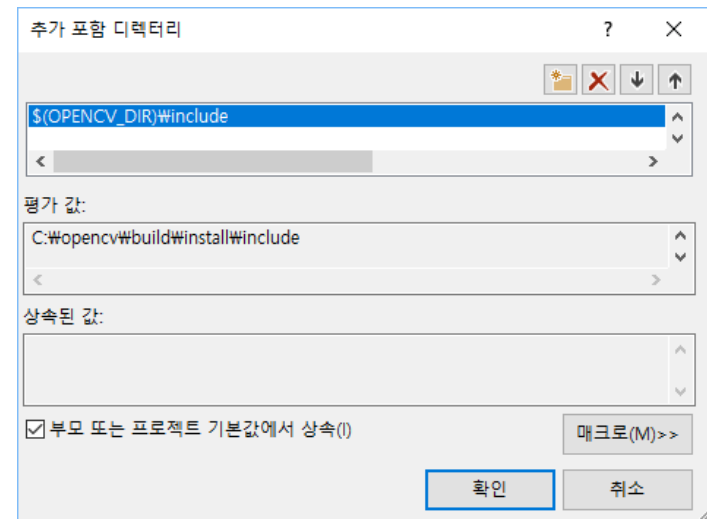 추가 포함 디렉터리
$(OPENCV_DIR)₩include
평가 값:
C:₩opencv₩build₩install₩include
상속된 값:
부모 또는 프로젝트 기본값에서 상속(I)
매크로(M)>>
확인
취소